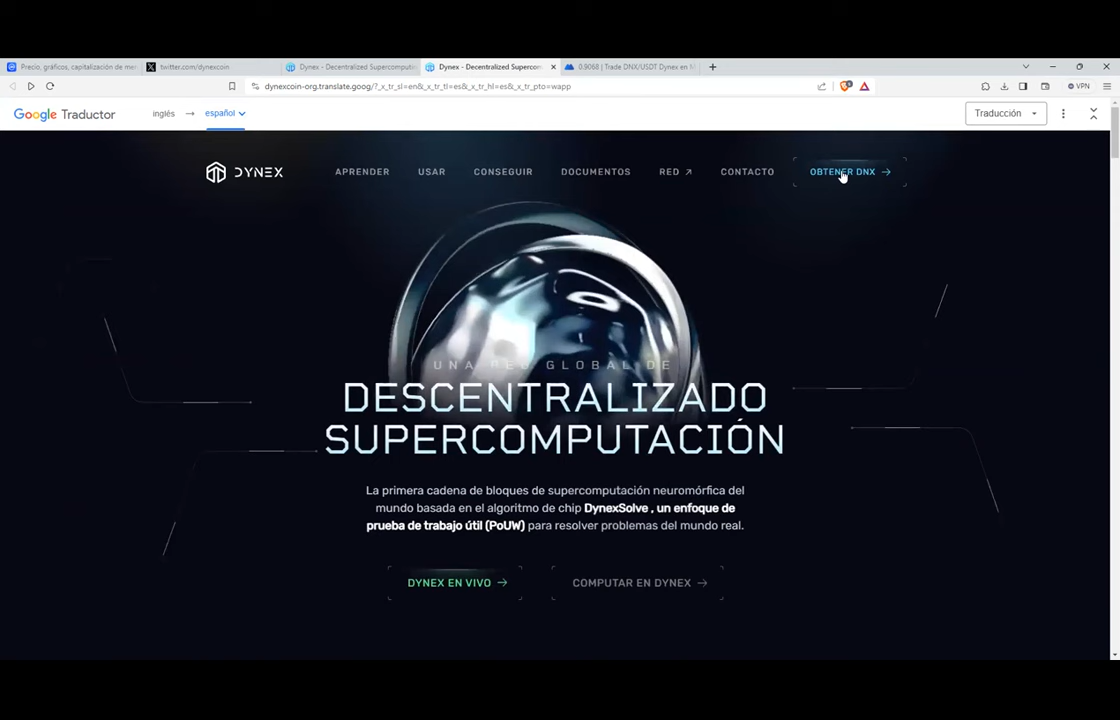 Precio, gráficos, capitalización de mer
twitter.com/dynexcoin
Dynex - Decentralized Supercomputi
Dynex - Decentralized Supercom
0.9068 | Trade DNX/USDT Dynex en M
dynexcoin-org.translate.goog/?_x_tr_sl=en&_x_tr_tl=es&_x_tr_hl=es&_x_tr_pto=wapp
VPN
Google Traductor
inglés → español
Traducción
DYNEX
APRENDER USAR CONSEGUIR DOCUMENTOS RED ↗ CONTACTO OBTENER DNX →
UNA RED GLOBAL DE
DESCENTRALIZADO
SUPERCOMPUTACIÓN
La primera cadena de bloques de supercomputación neuromórfica del
mundo basada en el algoritmo de chip DynexSolve , un enfoque de
prueba de trabajo útil (PoUW) para resolver problemas del mundo real.
DYNEX EN VIVO → COMPUTAR EN DYNEX →